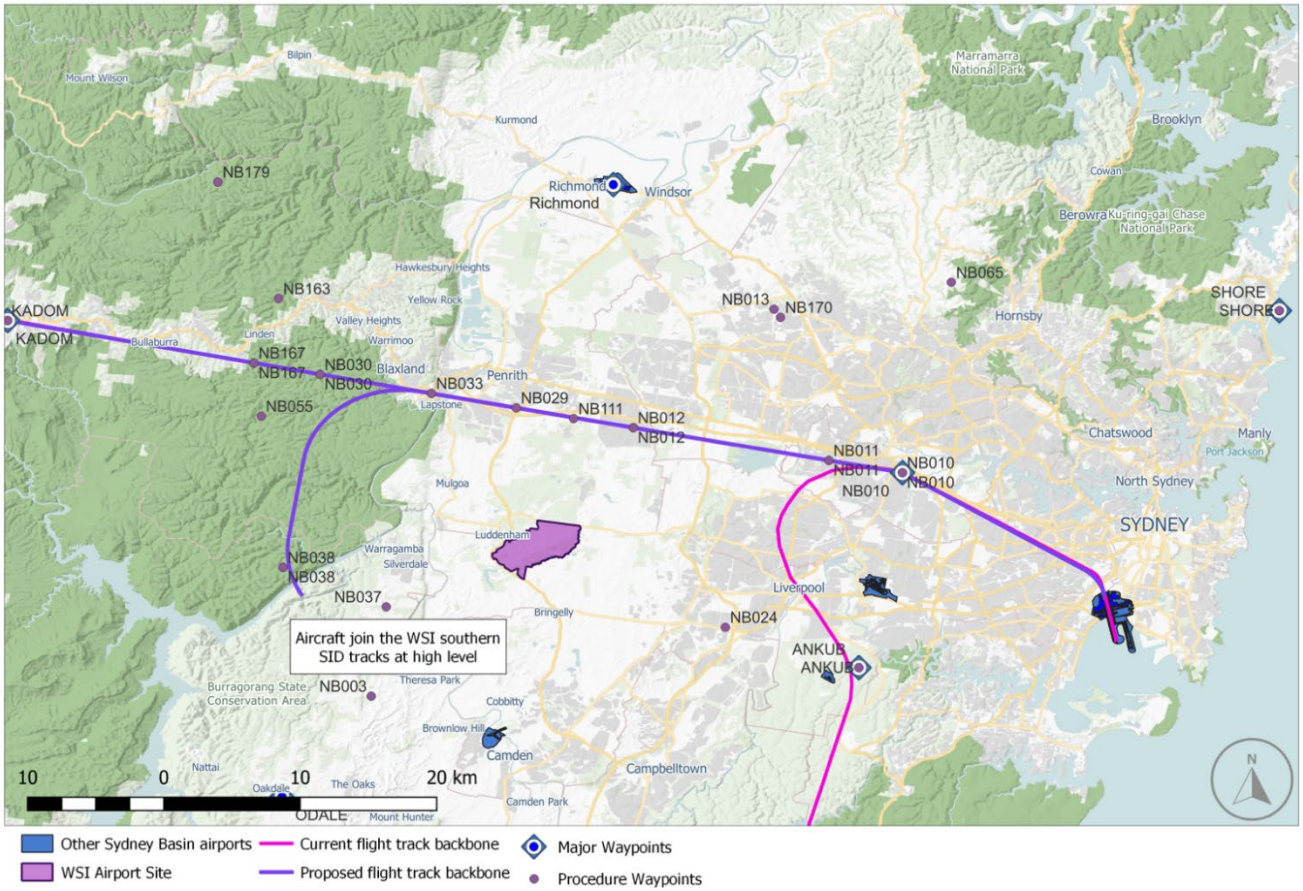 Bilpin
Mount Wilson
Marramarra
National Park
Brooklyn
Kurmond
NB179
Richmond
Richmond
Windsor
Cowan
Berowra
Ku-ring-gai Chase
National Park
Hawkesbury Heights
NB065
NB163
Yellow Rock
NB013
NB170
SHORE
SHORE
KADOM
KADOM
Hornsby
Linden
Valley Heights
Bullaburra
Warrimoo
NB167
NB167
NB030
NB030
Blaxland
Penrith
NB033
Lapstone
NB029
NB111
NB012
NB012
NB055
Chatswood
Manly
Port Jackson
NB011
NB011
NB010
NB010
NB010
North Sydney
Mulgoa
SYDNEY
Luddenham
Warragamba
Silverdale
NB038
NB038
Liverpool
NB037
Bringelly
NB024
Aircraft join the WSI southern
SID tracks at high level
ANKUB
ANKUB
Theresa Park
NB003
Burragorang State
Conservation Area
Cobbitty
Brownlow Hill
Camden
Nattai
Campbelltown
10 0 10 20 km
The Oaks
Oakdale
ODALE
Mount Hunter
Camden Park
N
Other Sydney Basin airports
Current flight track backbone
Major Waypoints
WSI Airport Site
Proposed flight track backbone
Procedure Waypoints